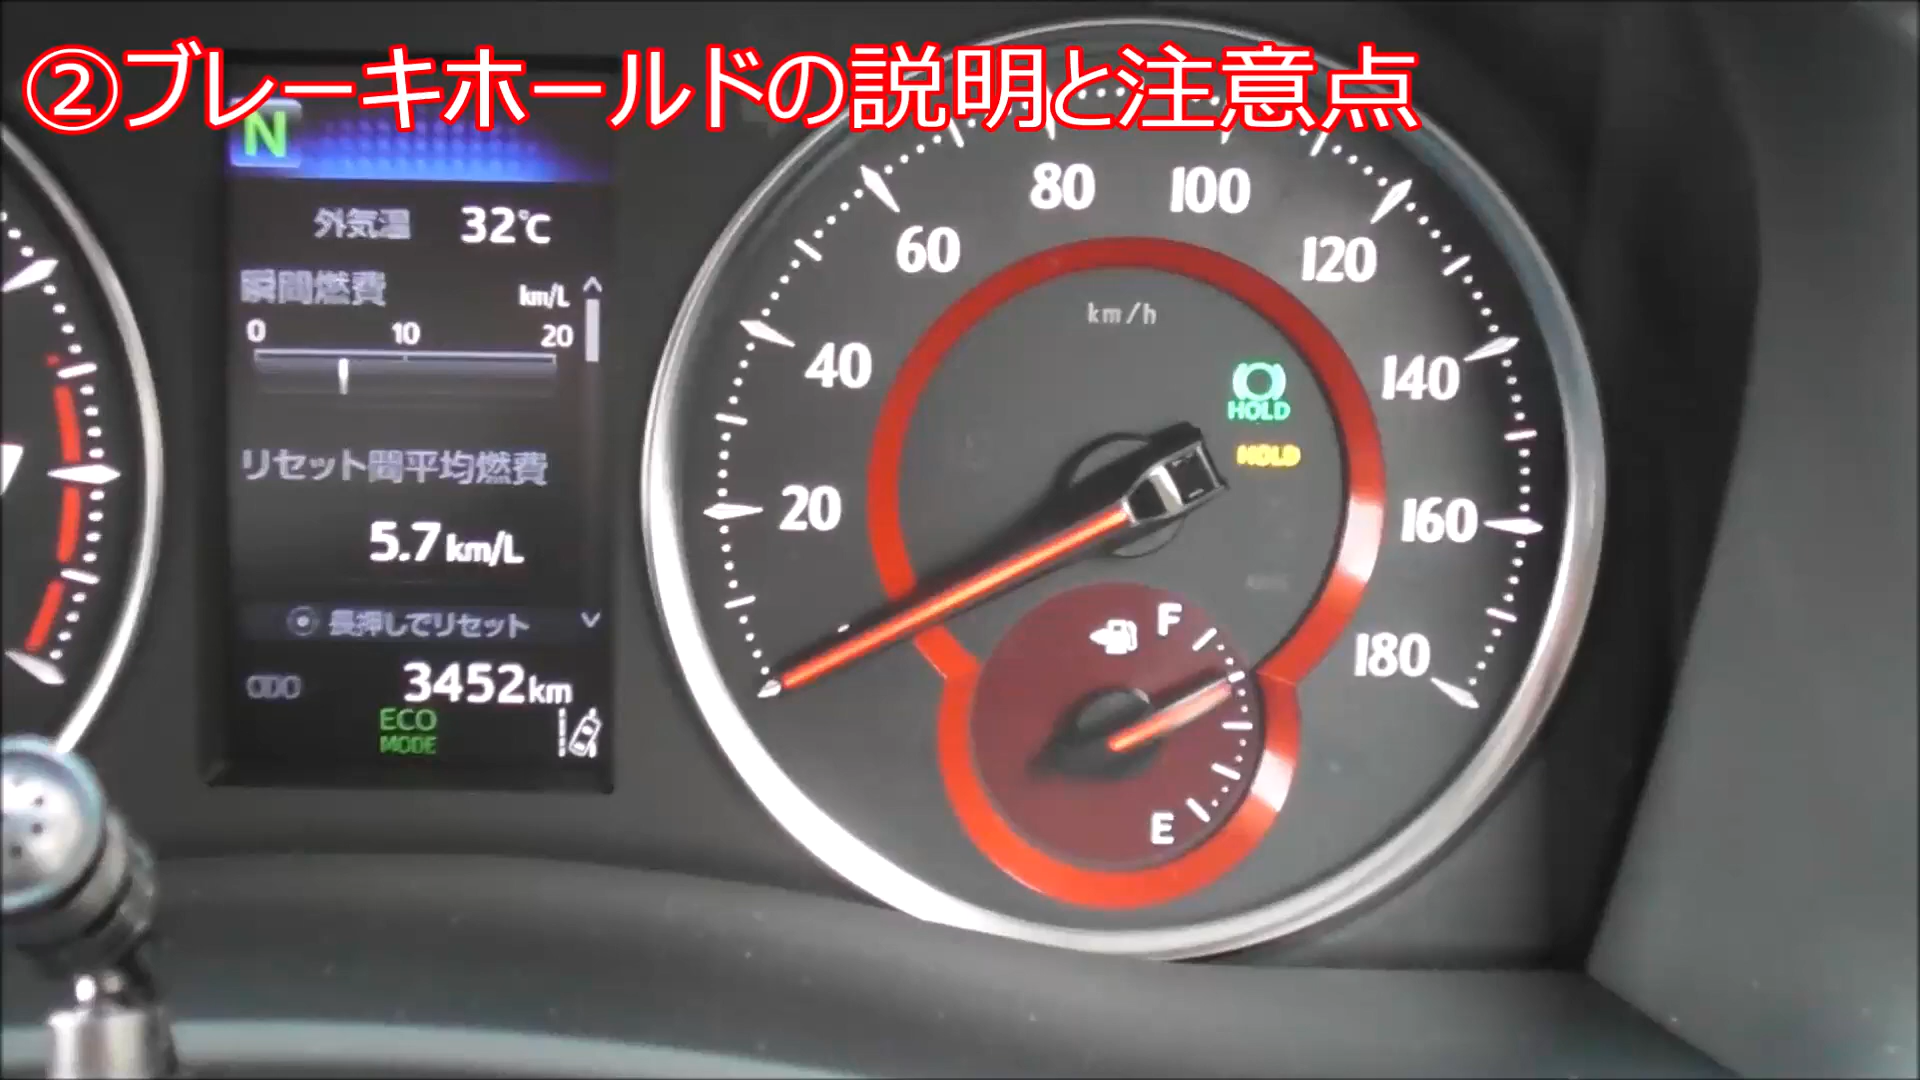 ②ブレーキホールドの説明と注意点
N
外気温 32℃
瞬間燃費 km/L
0 10 20
リセット間平均燃費
5.7 km/L
長押しでリセット
ODO 3452 km
ECO
MODE
20
40
60
80
100
120
140
160
180
km/h
HOLD
HOLD
F
E